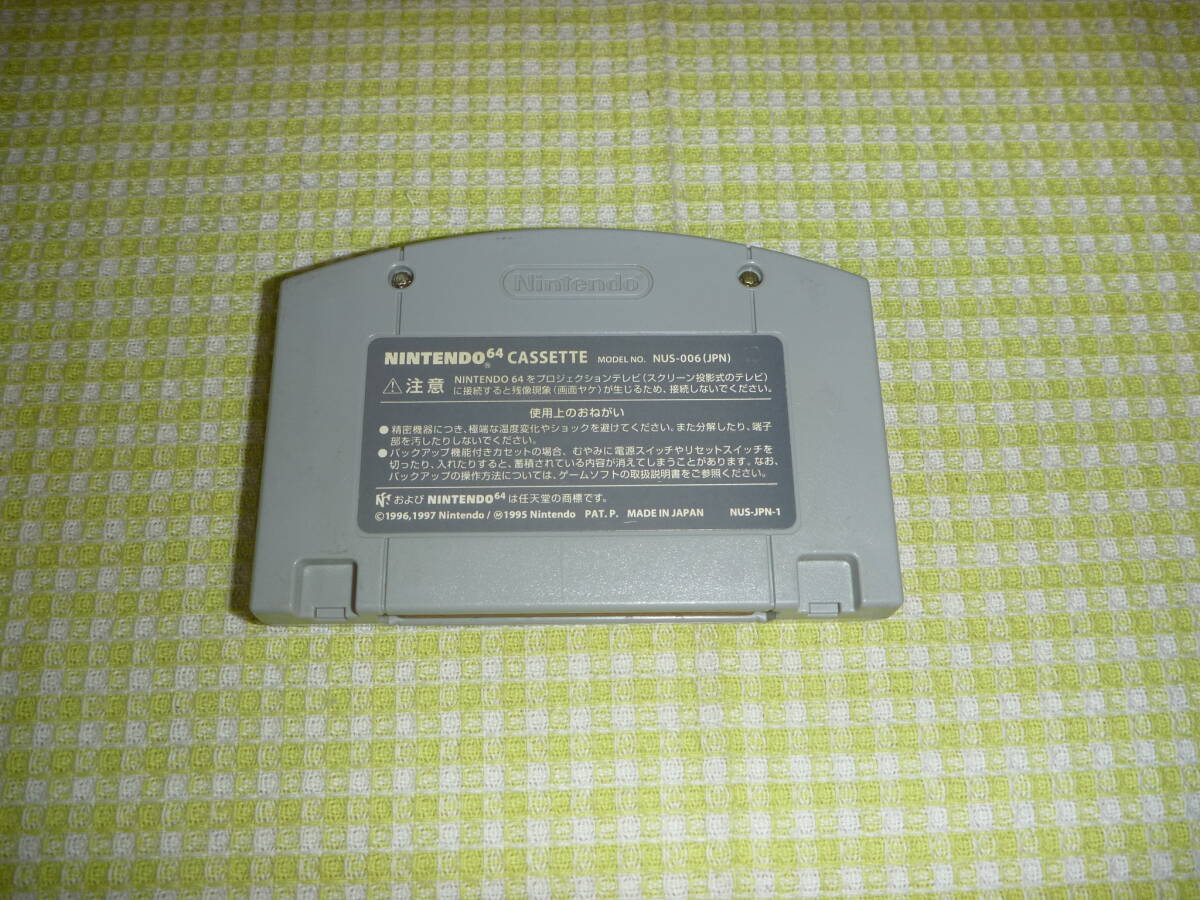 Nintendo
NINTENDO64 CASSETTE MODEL NO. NUS-006(JPN)
⚠注意 NINTENDO 64をプロジェクションテレビ(スクリーン投影式のテレビ)
に接続すると残像現象(画面ヤケ)が生じるため、接続しないでください。
使用上のおねがい
●精密機器につき、極端な温度変化やショックを避けてください。また分解したり、端子
部を汚したりしないでください。
●バックアップ機能付きカセットの場合、むやみに電源スイッチやリセットスイッチを
切ったり、入れたりすると、蓄積されている内容が消えてしまうことがあります。なお、
バックアップの操作方法については、ゲームソフトの取扱説明書をご参照ください。
および NINTENDO64 は任天堂の商標です。
©1996,1997 Nintendo/Ⓜ1995 Nintendo PAT. P. MADE IN JAPAN NUS-JPN-1